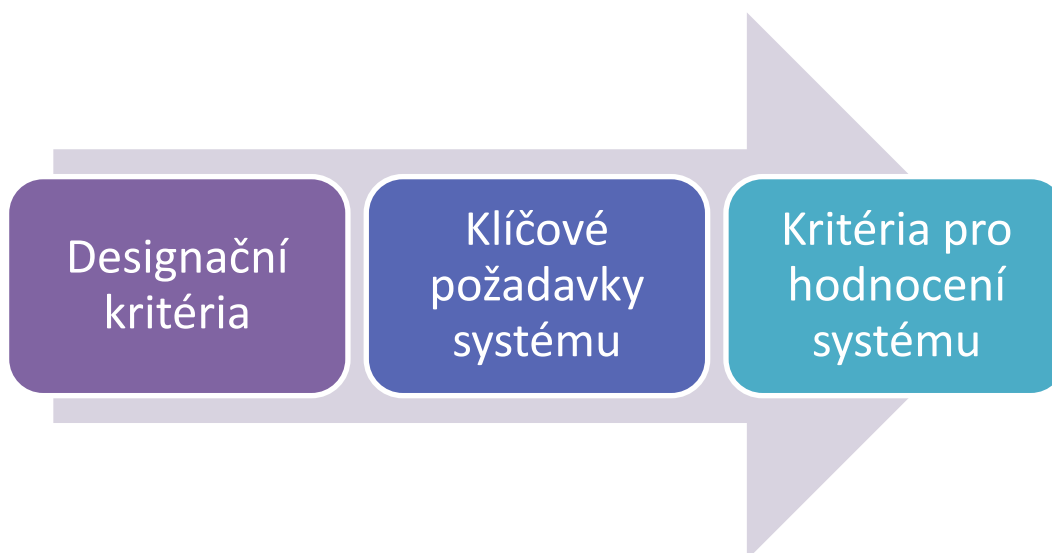 Designační
kritéria
Klíčové
požadavky
systému
Kritéria pro
hodnocení
systému